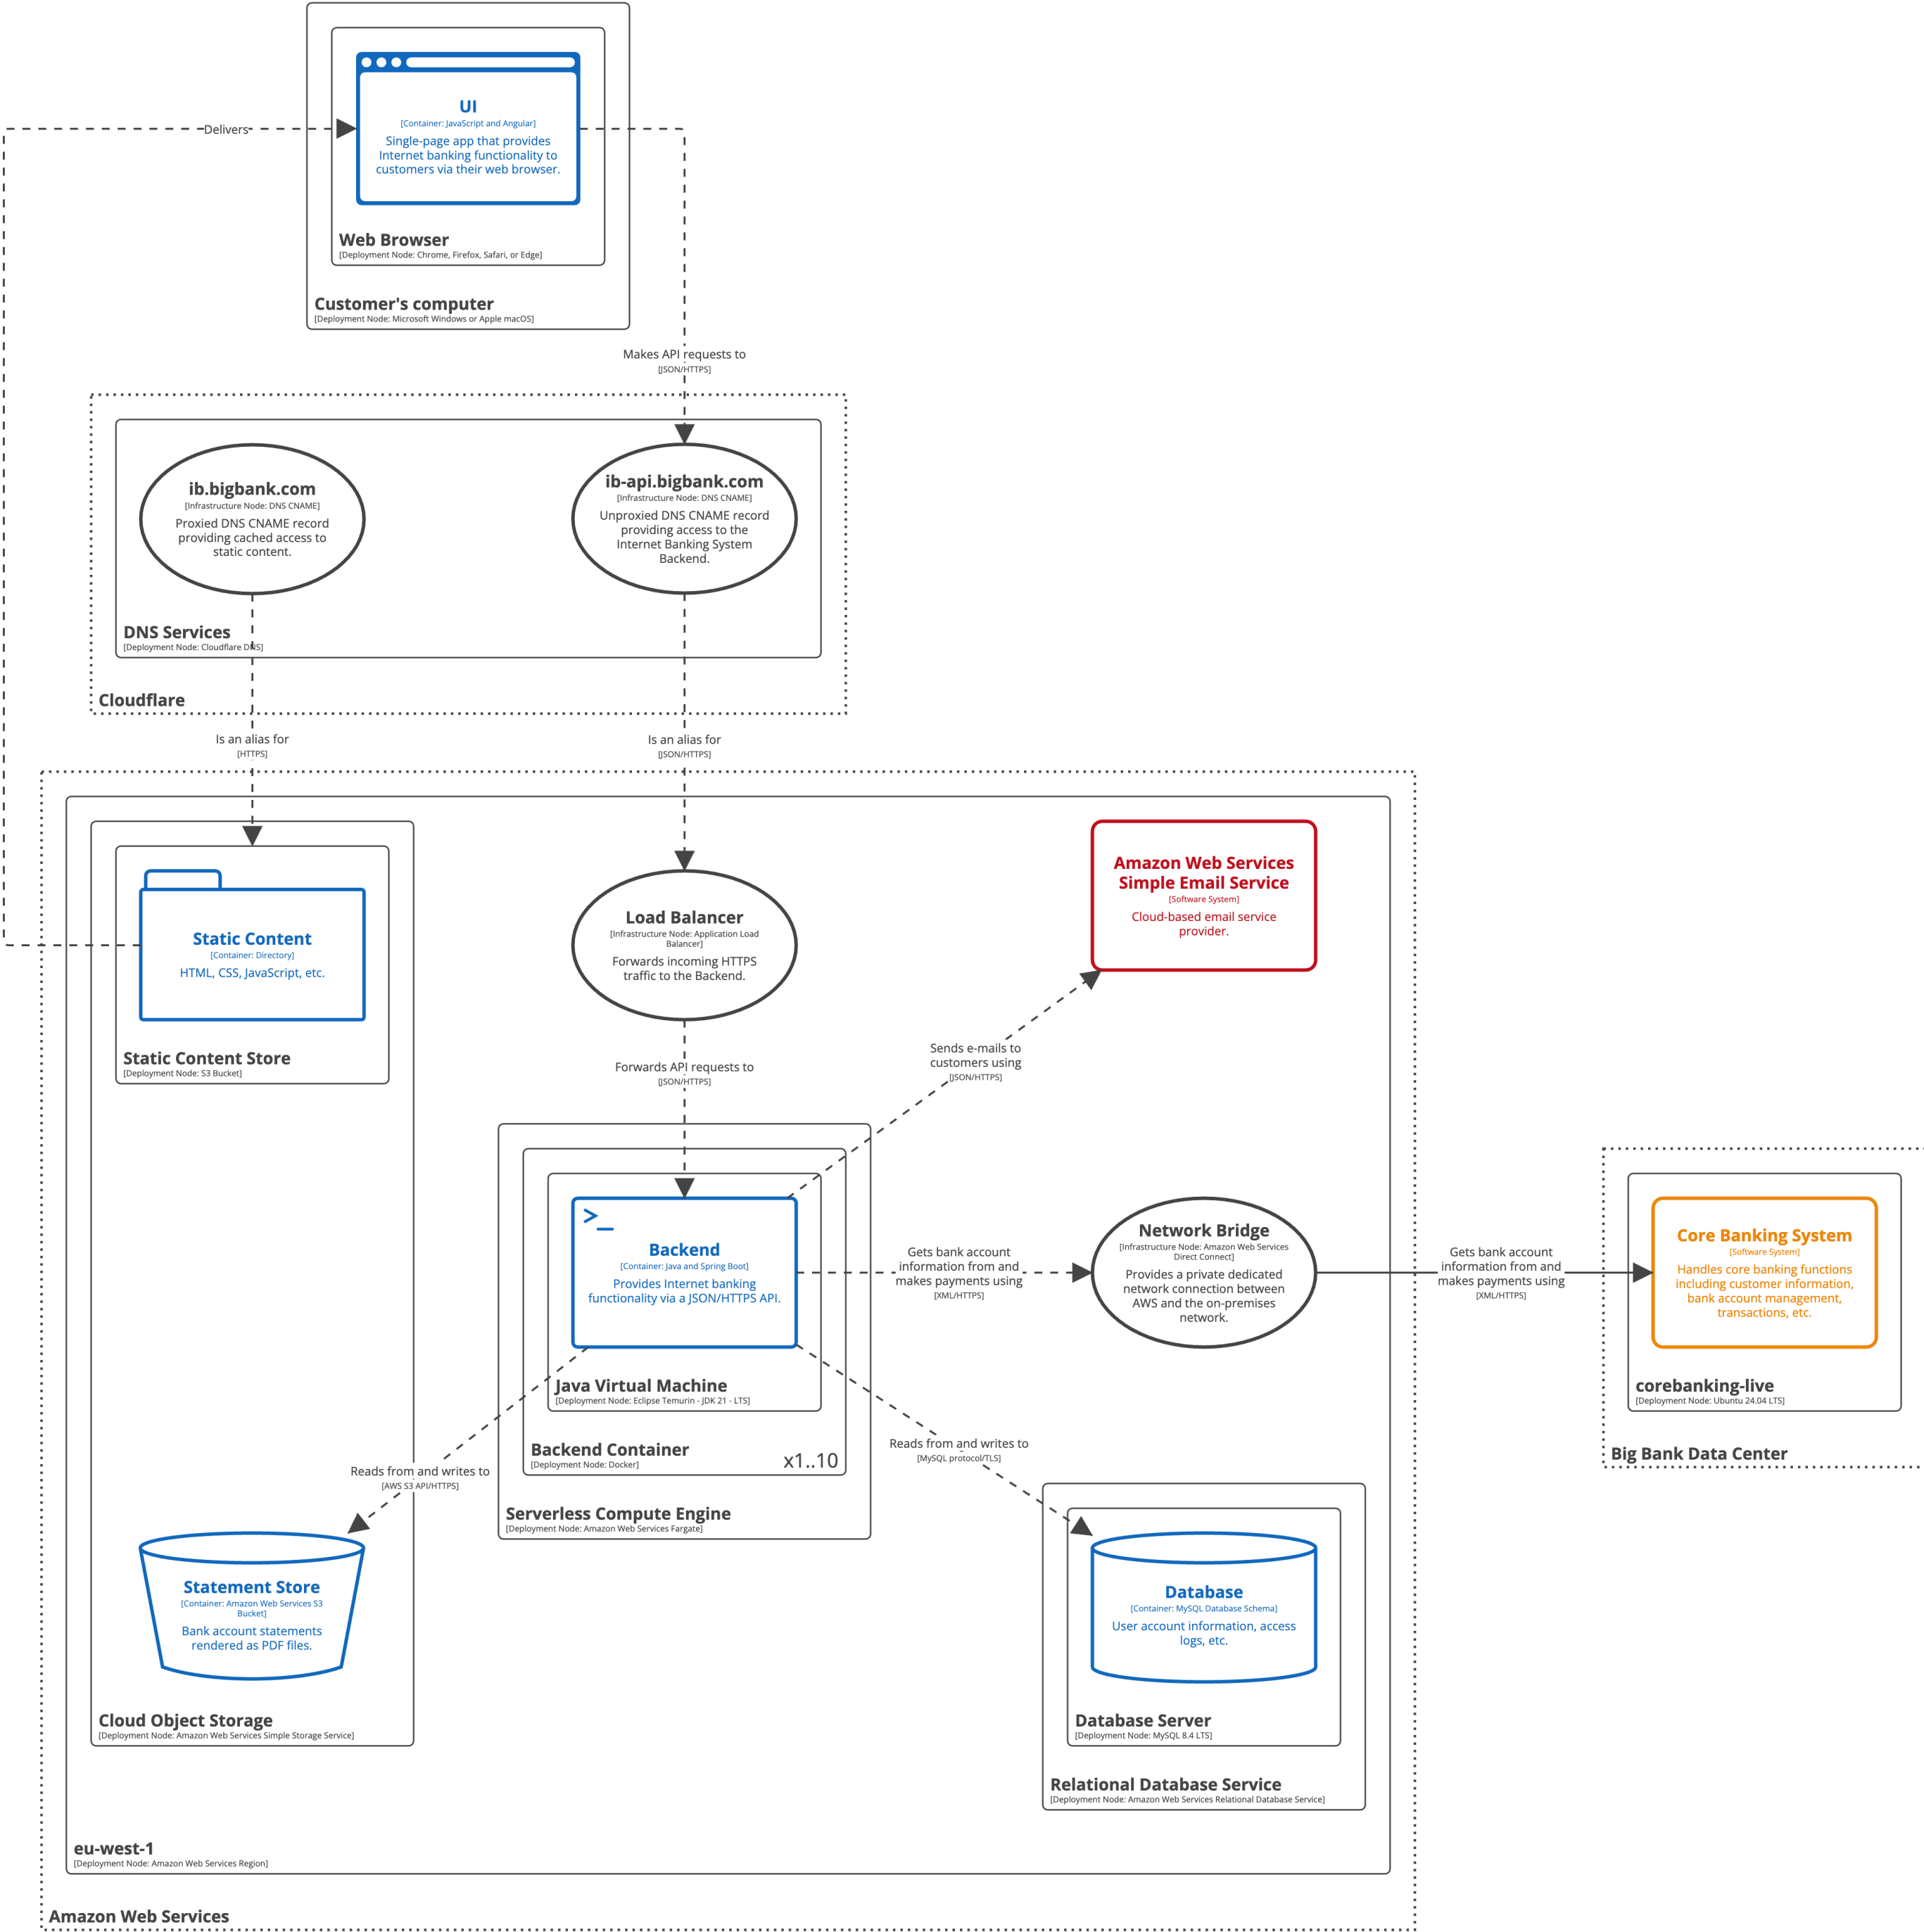 UI
[Container: JavaScript and Angular]
Single-page app that provides
Internet banking functionality to
customers via their web browser.
Delivers
Web Browser
[Deployment Node: Chrome, Firefox, Safari, or Edge]
Customer's computer
[Deployment Node: Microsoft Windows or Apple macOS]
Makes API requests to
[JSON/HTTPS]
ib.bigbank.com
[Infrastructure Node: DNS CNAME]
Proxied DNS CNAME record
providing cached access to
static content.
ib-api.bigbank.com
[Infrastructure Node: DNS CNAME]
Unproxied DNS CNAME record
providing access to the
Internet Banking System
Backend.
DNS Services
[Deployment Node: Cloudflare DNS]
Cloudflare
Is an alias for
[HTTPS]
Is an alias for
[JSON/HTTPS]
Static Content
[Container: Directory]
HTML, CSS, JavaScript, etc.
Static Content Store
[Deployment Node: S3 Bucket]
Load Balancer
[Infrastructure Node: Application Load
Balancer]
Forwards incoming HTTPS
traffic to the Backend.
Amazon Web Services
Simple Email Service
[Software System]
Cloud-based email service
provider.
Forwards API requests to
[JSON/HTTPS]
Sends e-mails to
customers using
[JSON/HTTPS]
>_
Backend
[Container: Java and Spring Boot]
Provides Internet banking
functionality via a JSON/HTTPS API.
Java Virtual Machine
[Deployment Node: Eclipse Temurin - JDK 21 - LTS]
Backend Container
[Deployment Node: Docker]
x1..10
Serverless Compute Engine
[Deployment Node: Amazon Web Services Fargate]
Gets bank account
information from and
makes payments using
[XML/HTTPS]
Network Bridge
[Infrastructure Node: Amazon Web Services
Direct Connect]
Provides a private dedicated
network connection between
AWS and the on-premises
network.
Gets bank account
information from and
makes payments using
[XML/HTTPS]
Core Banking System
[Software System]
Handles core banking functions
including customer information,
bank account management,
transactions, etc.
corebanking-live
[Deployment Node: Ubuntu 24.04 LTS]
Big Bank Data Center
Reads from and writes to
[AWS S3 API/HTTPS]
Reads from and writes to
[MySQL protocol/TLS]
Statement Store
[Container: Amazon Web Services S3
Bucket]
Bank account statements
rendered as PDF files.
Cloud Object Storage
[Deployment Node: Amazon Web Services Simple Storage Service]
Database
[Container: MySQL Database Schema]
User account information, access
logs, etc.
Database Server
[Deployment Node: MySQL 8.4 LTS]
Relational Database Service
[Deployment Node: Amazon Web Services Relational Database Service]
eu-west-1
[Deployment Node: Amazon Web Services Region]
Amazon Web Services